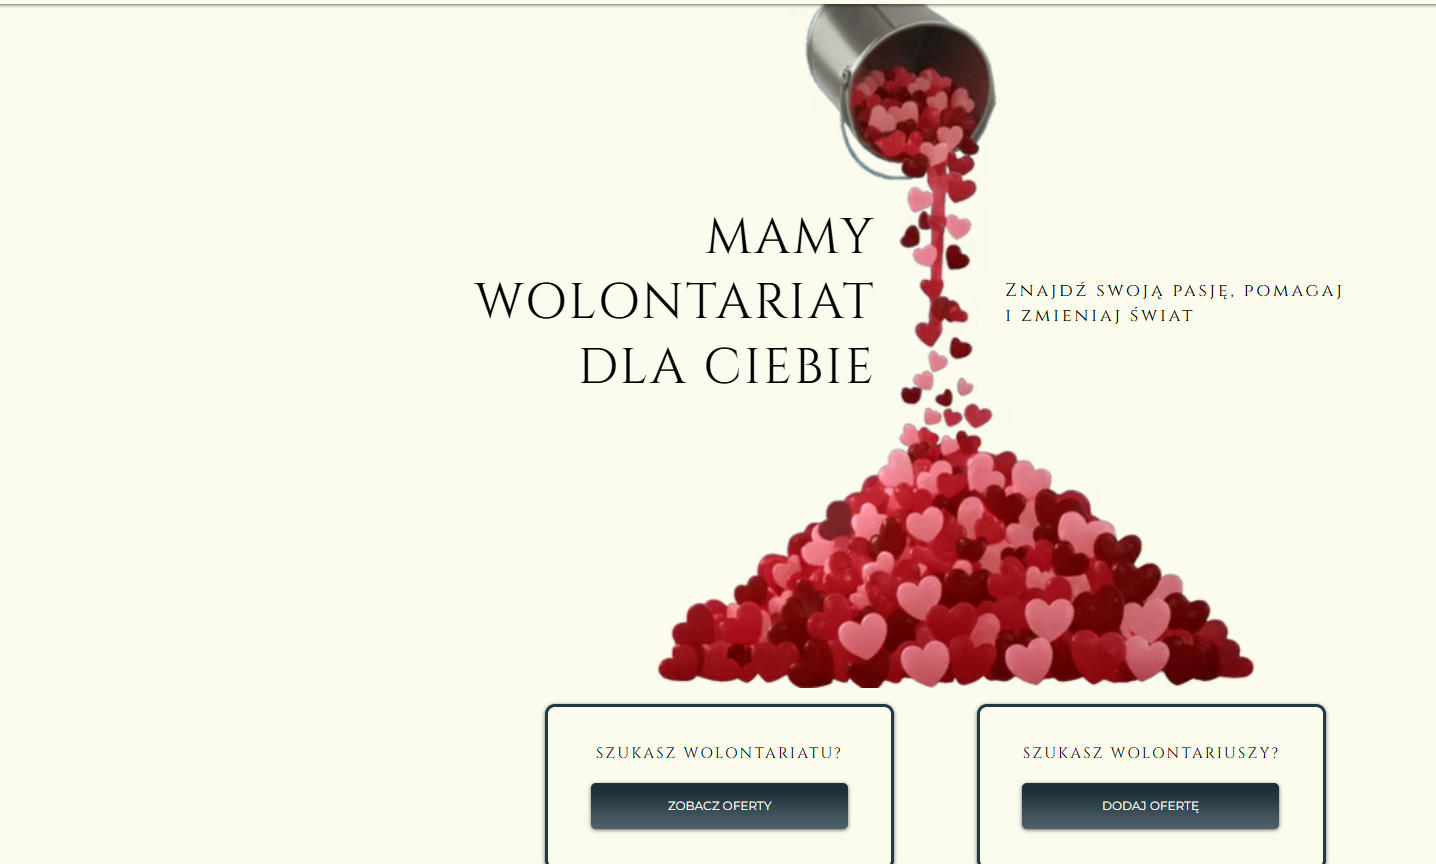 MAMY
WOLONTARIAT
DLA CIEBIE
ZNAJDŹ SWOJĄ PASJĘ, POMAGAJ
I ZMIENIAJ ŚWIAT
SZUKASZ WOLONTARIATU?
ZOBACZ OFERTY
SZUKASZ WOLONTARIUSZY?
DODAJ OFERTĘ